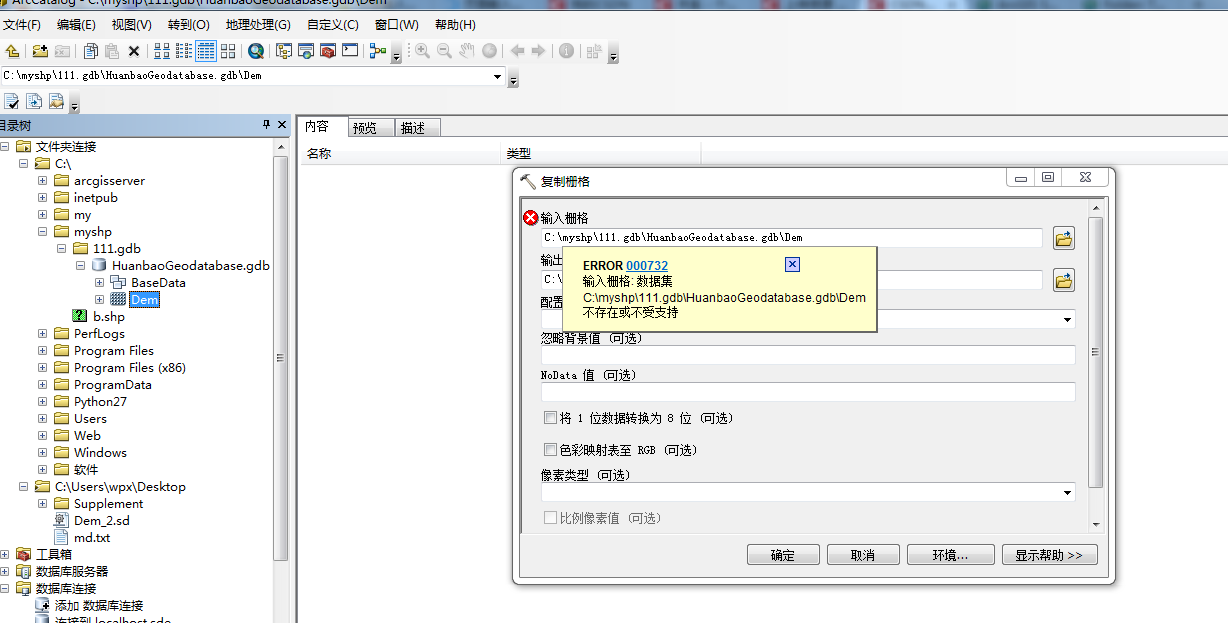 ArcCatalog - C:\myshp\111.gdb\HuanbaoGeodatabase.gdb\Dem
文件(F) 编辑(E) 视图(V) 转到(O) 地理处理(G) 自定义(C) 窗口(W) 帮助(H)
C:\myshp\111.gdb\HuanbaoGeodatabase.gdb\Dem
目录树
文件夹连接
C:\
arcgisserver
inetpub
my
myshp
111.gdb
HuanbaoGeodatabase.gdb
BaseData
Dem
b.shp
PerfLogs
Program Files
Program Files (x86)
ProgramData
Python27
Users
Web
Windows
软件
C:\Users\wpx\Desktop
Supplement
Dem_2.sd
md.txt
工具箱
数据库服务器
数据库连接
添加 数据库连接
连接到 localhost.sde
内容 预览 描述
名称 类型
复制栅格
输入栅格
C:\myshp\111.gdb\HuanbaoGeodatabase.gdb\Dem
输出
C:\
配置
ERROR 000732
输入栅格: 数据集
C:\myshp\111.gdb\HuanbaoGeodatabase.gdb\Dem
不存在或不受支持
忽略背景值 (可选)
NoData 值 (可选)
将 1 位数据转换为 8 位 (可选)
色彩映射表至 RGB (可选)
像素类型 (可选)
比例像素值 (可选)
确定 取消 环境... 显示帮助 >>